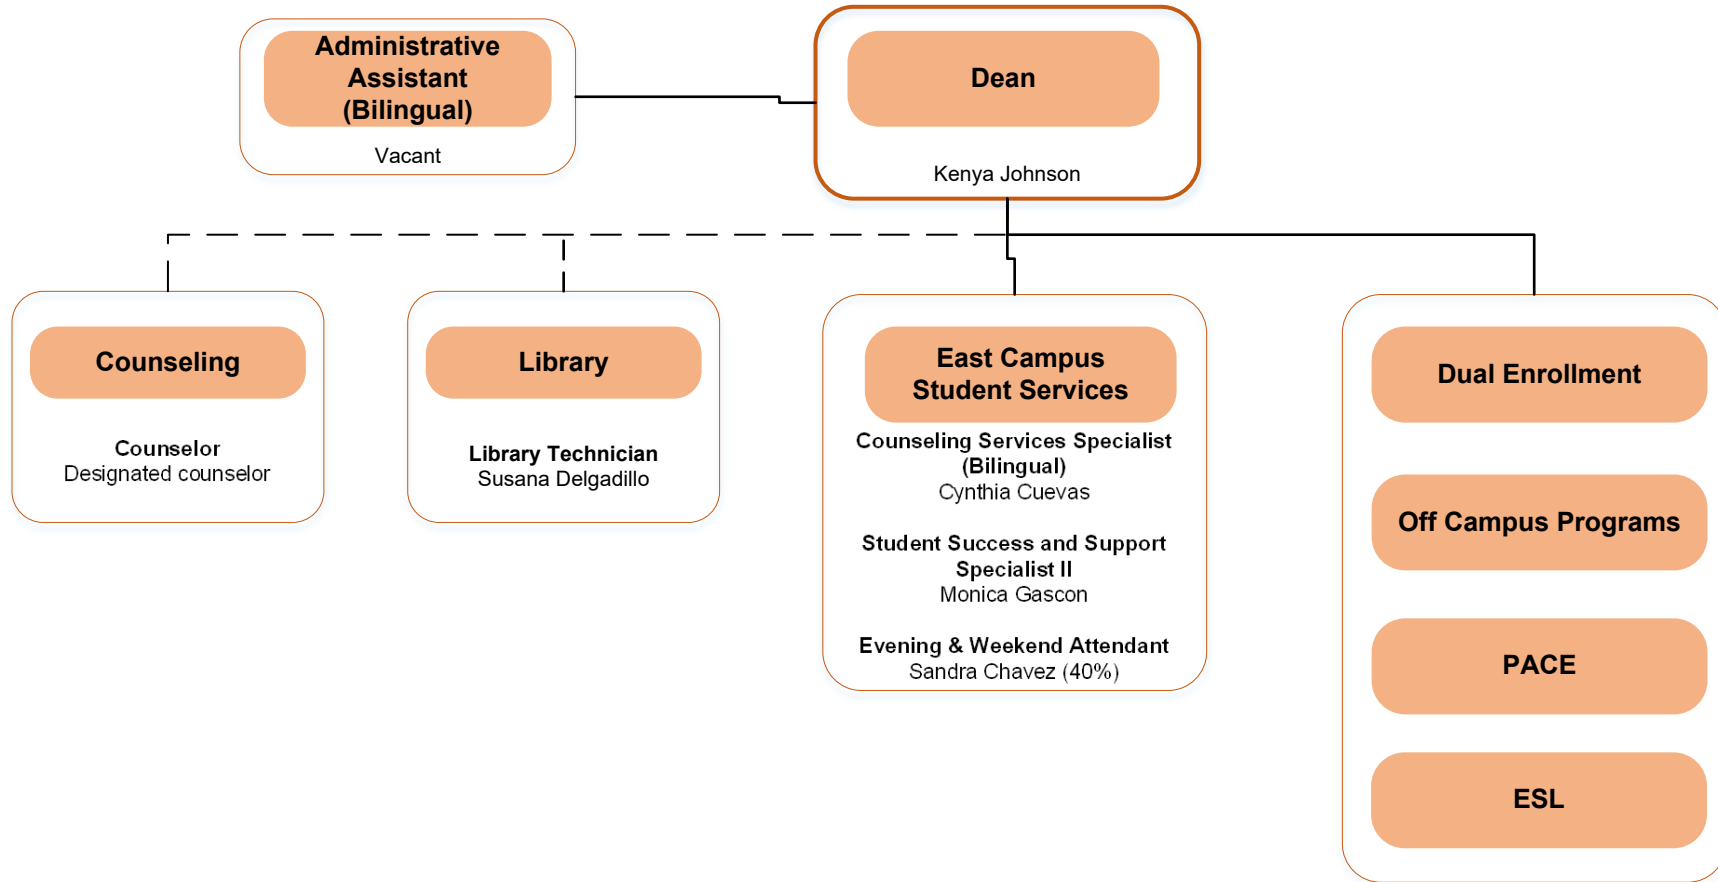 Administrative
Assistant
(Bilingual)
Vacant
Dean
Kenya Johnson
Counseling
Counselor
Designated counselor
Library
Library Technician
Susana Delgadillo
East Campus
Student Services
Counseling Services Specialist
(Bilingual)
Cynthia Cuevas
Student Success and Support
Specialist II
Monica Gascon
Evening & Weekend Attendant
Sandra Chavez (40%)
Dual Enrollment
Off Campus Programs
PACE
ESL